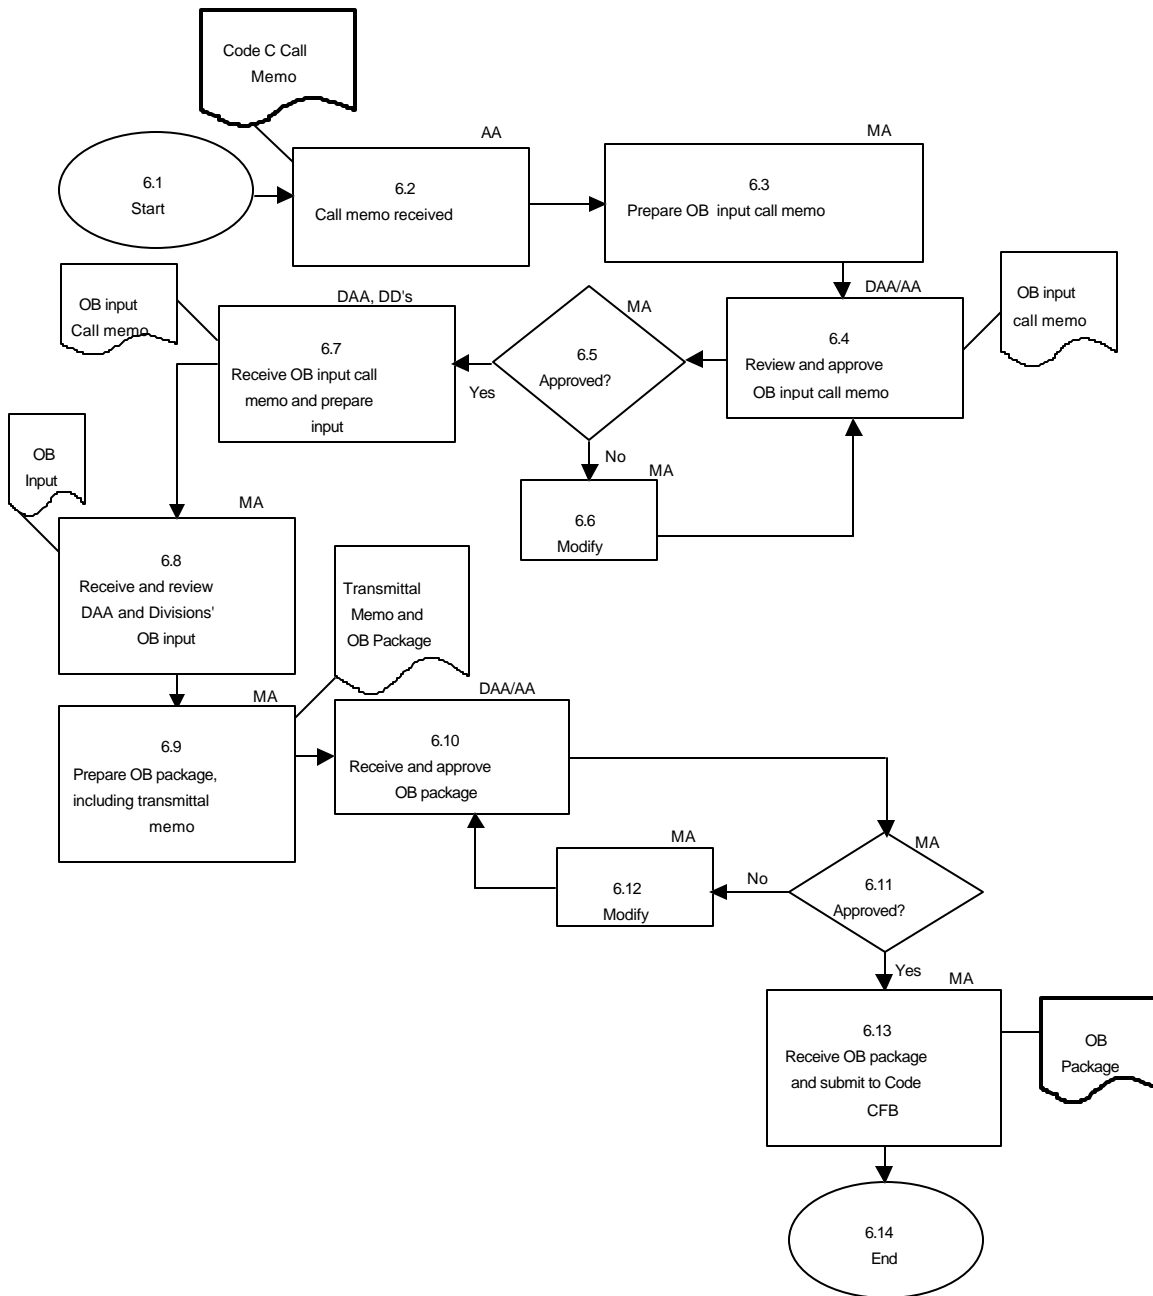 Code C Call
Memo
AA
MA
6.1
Start
6.2
Call memo received
6.3
Prepare OB input call memo
OB input
Call memo
DAA, DD's
6.7
Receive OB input call
memo and prepare
input
MA
6.5
Approved?
Yes
No
DAA/AA
6.4
Review and approve
OB input call memo
OB input
call memo
MA
6.6
Modify
OB
Input
MA
6.8
Receive and review
DAA and Divisions'
OB input
Transmittal
Memo and
OB Package
MA
6.9
Prepare OB package,
including transmittal
memo
DAA/AA
6.10
Receive and approve
OB package
MA
6.12
Modify
No
MA
6.11
Approved?
Yes
MA
6.13
Receive OB package
and submit to Code
CFB
OB
Package
6.14
End